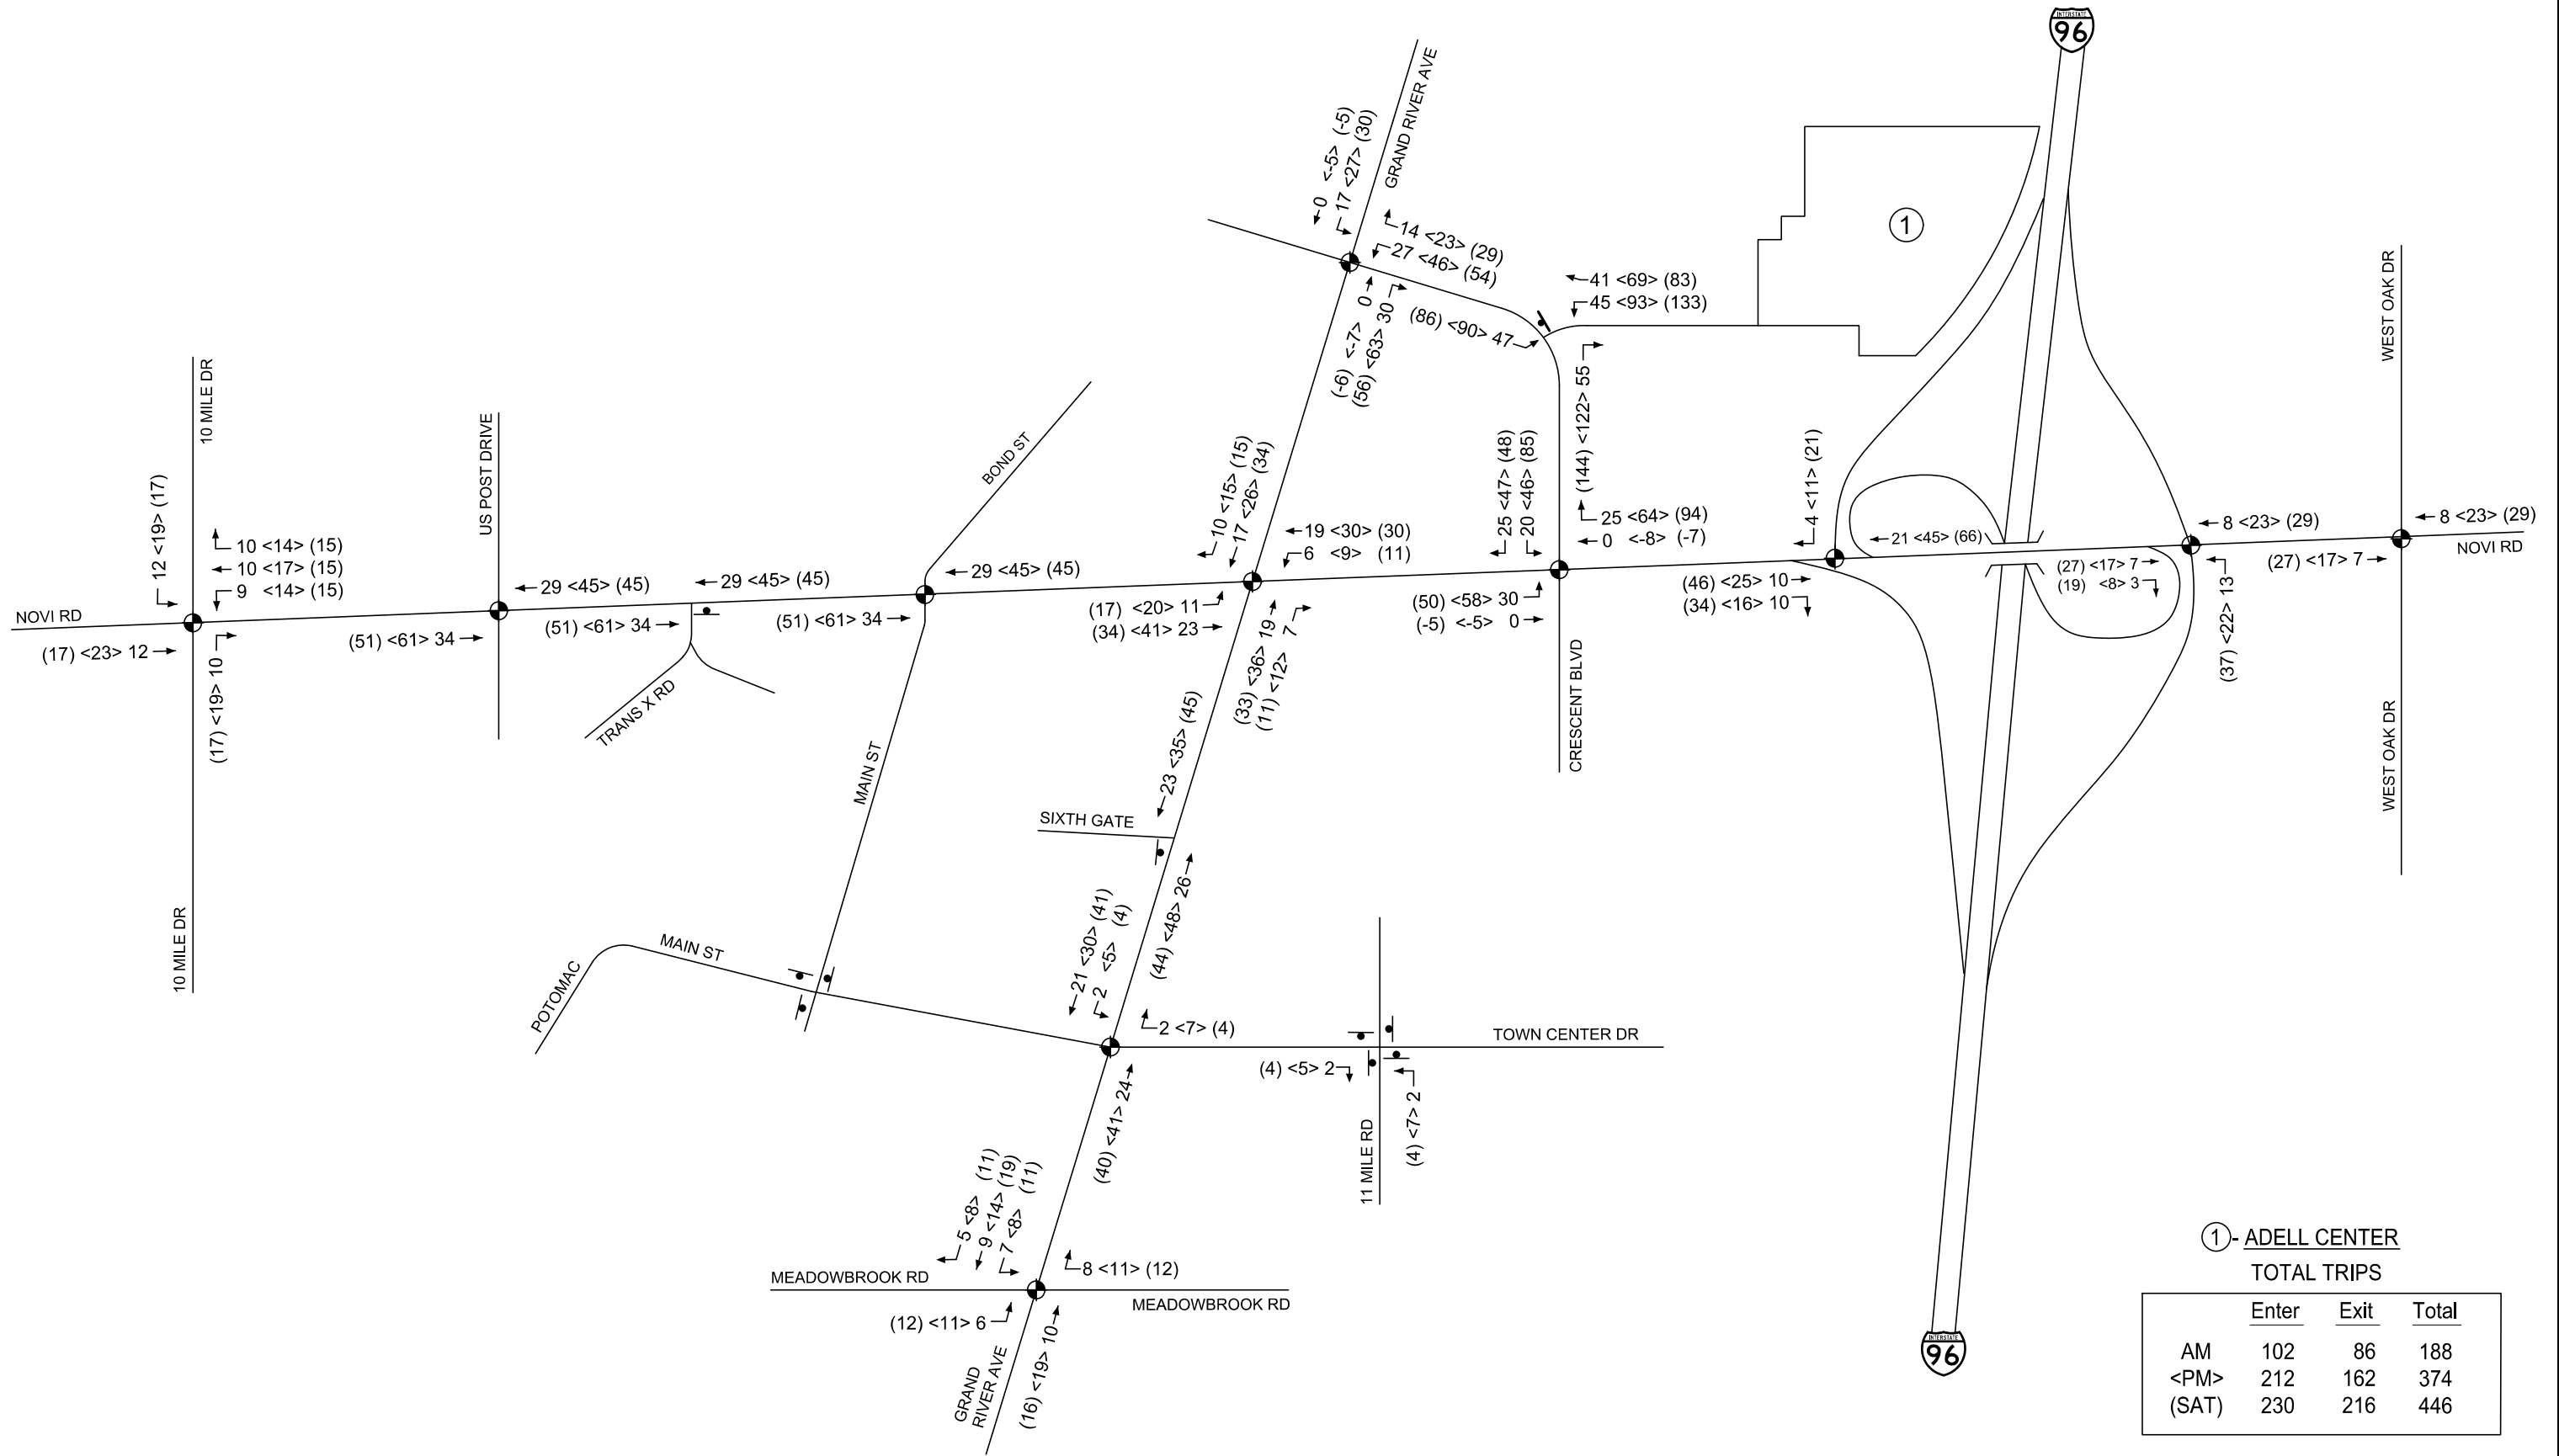 INTERSTATE
96
GRAND RIVER AVE
0 <-5> (-5)
17 <27> (30)
14 <23> (29)
27 <46> (54)
(-6) <-7> 0
(56) <63> 30
(86) <90> 47
41 <69> (83)
45 <93> (133)
1
WEST OAK DR
10 MILE DR
US POST DRIVE
BOND ST
(144) <122> 55
12 <19> (17)
10 <14> (15)
10 <17> (15)
9 <14> (15)
NOVI RD
(17) <23> 12
(17) <19> 10
29 <45> (45)
(51) <61> 34
29 <45> (45)
(51) <61> 34
29 <45> (45)
(51) <61> 34
TRANS X RD
MAIN ST
10 <15> (15)
17 <26> (34)
19 <30> (30)
6 <9> (11)
(17) <20> 11
(34) <41> 23
(33) <36> 19
(11) <12> 7
25 <47> (48)
20 <46> (85)
25 <64> (94)
0 <-8> (-7)
(50) <58> 30
(-5) <-5> 0
CRESCENT BLVD
4 <11> (21)
21 <45> (66)
(46) <25> 10
(34) <16> 10
(27) <17> 7
(19) <8> 3
8 <23> (29)
(37) <22> 13
8 <23> (29)
NOVI RD
(27) <17> 7
WEST OAK DR
23 <35> (45)
SIXTH GATE
(44) <48> 26
10 MILE DR
POTOMAC
MAIN ST
21 <30> (41)
2 <5> (4)
2 <7> (4)
TOWN CENTER DR
(4) <5> 2
(4) <7> 2
11 MILE RD
(40) <41> 24
5 <8> (11)
9 <14> (19)
7 <8> (11)
8 <11> (12)
MEADOWBROOK RD
MEADOWBROOK RD
(12) <11> 6
(16) <19> 10
GRAND
RIVER AVE
INTERSTATE
96
1 - ADELL CENTER
TOTAL TRIPS
Enter Exit Total
AM 102 86 188
<PM> 212 162 374
(SAT) 230 216 446